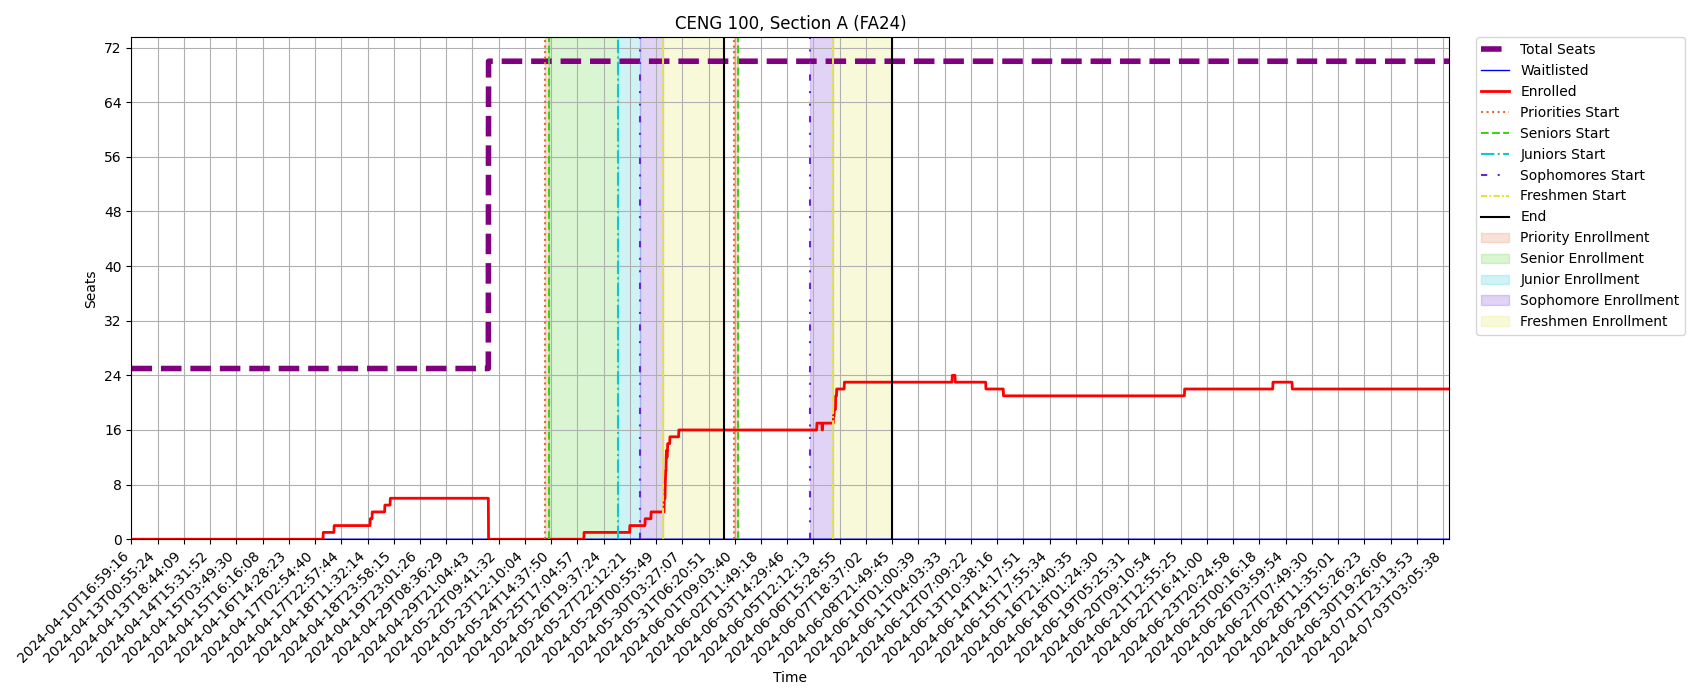 CENG 100, Section A (FA24)
72
64
56
48
40
32
24
16
8
0
Seats
2024-04-10T16:59:16
2024-04-13T00:55:24
2024-04-13T18:44:09
2024-04-14T15:31:52
2024-04-15T03:49:30
2024-04-15T16:16:08
2024-04-16T14:28:23
2024-04-17T02:54:40
2024-04-17T22:57:44
2024-04-18T11:32:14
2024-04-18T23:58:15
2024-04-19T23:01:26
2024-04-29T08:36:29
2024-04-29T21:04:43
2024-05-22T09:41:32
2024-05-23T12:10:04
2024-05-24T14:37:50
2024-05-25T17:04:57
2024-05-26T19:37:24
2024-05-27T22:12:21
2024-05-29T00:55:49
2024-05-30T03:27:07
2024-05-31T06:20:51
2024-06-01T09:03:40
2024-06-02T11:49:18
2024-06-03T14:29:46
2024-06-05T12:12:13
2024-06-06T15:28:55
2024-06-07T18:37:02
2024-06-08T21:49:45
2024-06-10T01:00:39
2024-06-11T04:03:33
2024-06-12T07:09:22
2024-06-13T10:38:16
2024-06-14T14:17:51
2024-06-15T17:55:34
2024-06-16T21:40:35
2024-06-18T01:24:30
2024-06-19T05:25:31
2024-06-20T09:10:54
2024-06-21T12:55:25
2024-06-22T16:41:00
2024-06-23T20:24:58
2024-06-25T00:16:18
2024-06-26T03:59:54
2024-06-27T07:49:30
2024-06-28T11:35:01
2024-06-29T15:26:23
2024-06-30T19:26:06
2024-07-01T23:13:53
2024-07-03T03:05:38
Time
Total Seats
Waitlisted
Enrolled
Priorities Start
Seniors Start
Juniors Start
Sophomores Start
Freshmen Start
End
Priority Enrollment
Senior Enrollment
Junior Enrollment
Sophomore Enrollment
Freshmen Enrollment